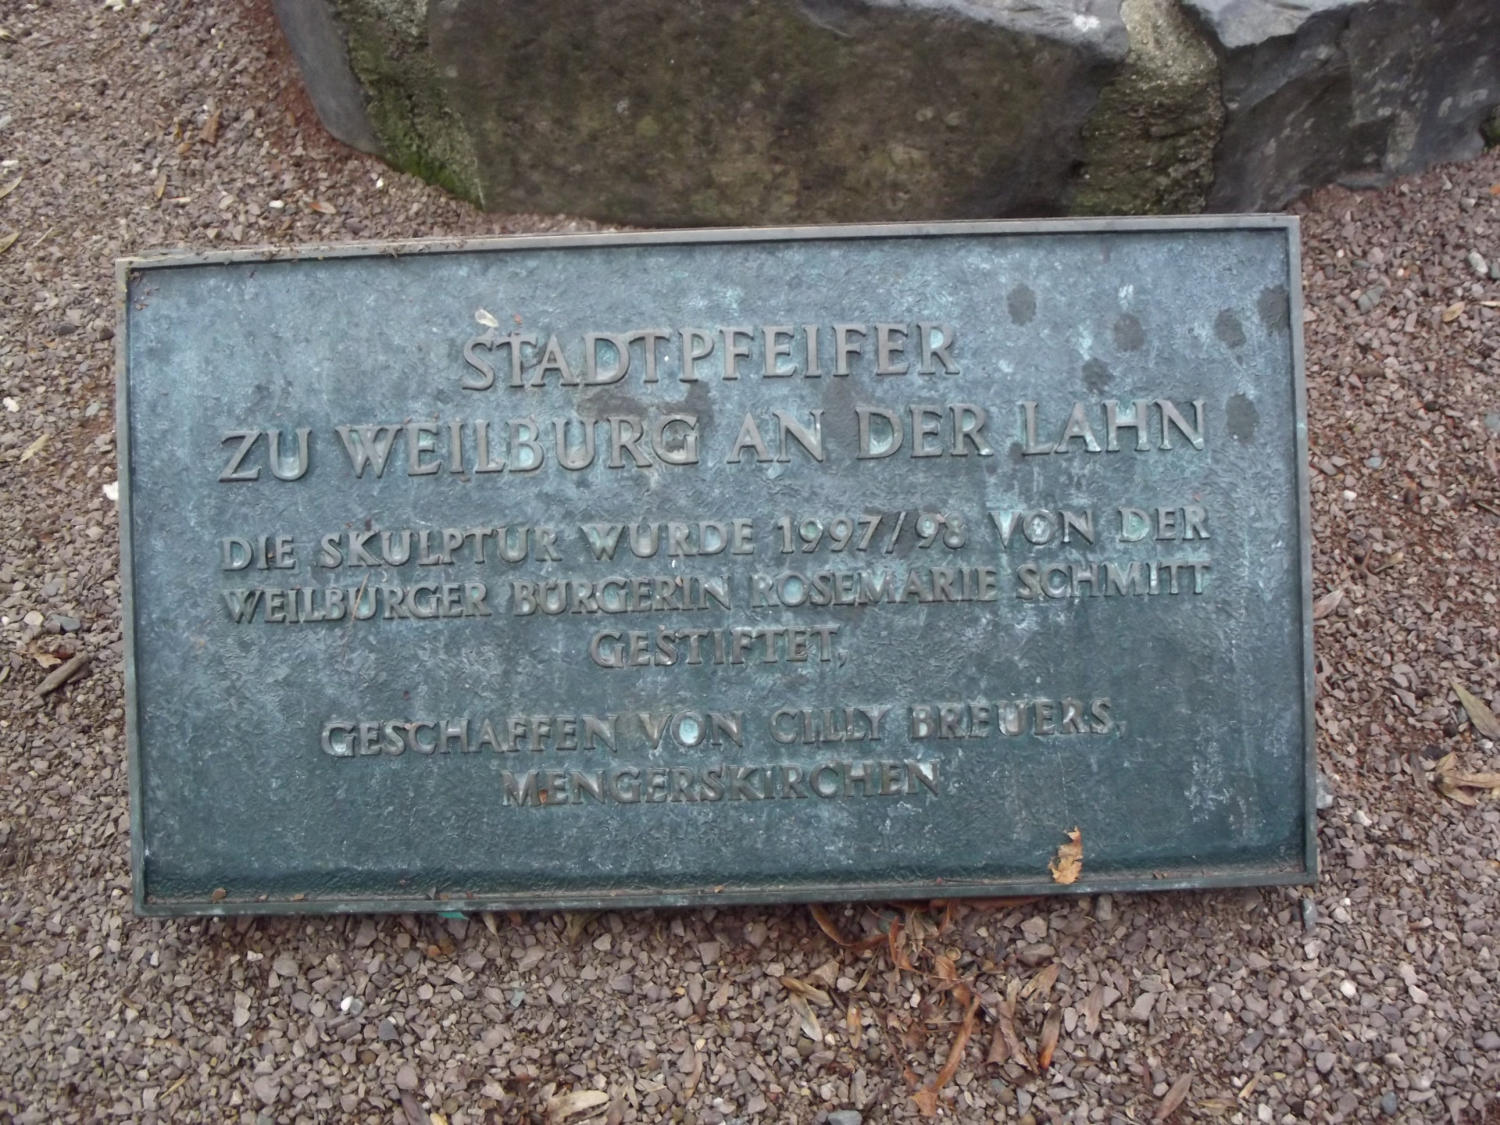 STADTPFEIFER
ZU WEILBURG AN DER LAHN
DIE SKULPTUR WURDE 1997/98 VON DER
WEILBURGER BÜRGERIN ROSEMARIE SCHMITT
GESTIFTET.
GESCHAFFEN VON CILLY BREUERS
MENGERSKIRCHEN